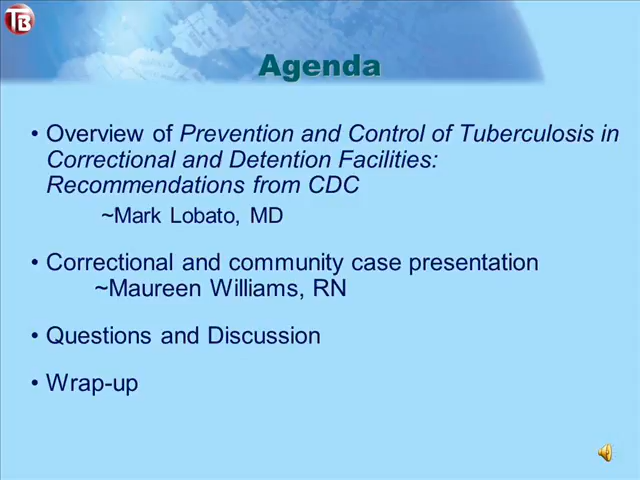 TB
Agenda
• Overview of Prevention and Control of Tuberculosis in
Correctional and Detention Facilities:
Recommendations from CDC
~Mark Lobato, MD
• Correctional and community case presentation
~Maureen Williams, RN
• Questions and Discussion
• Wrap-up